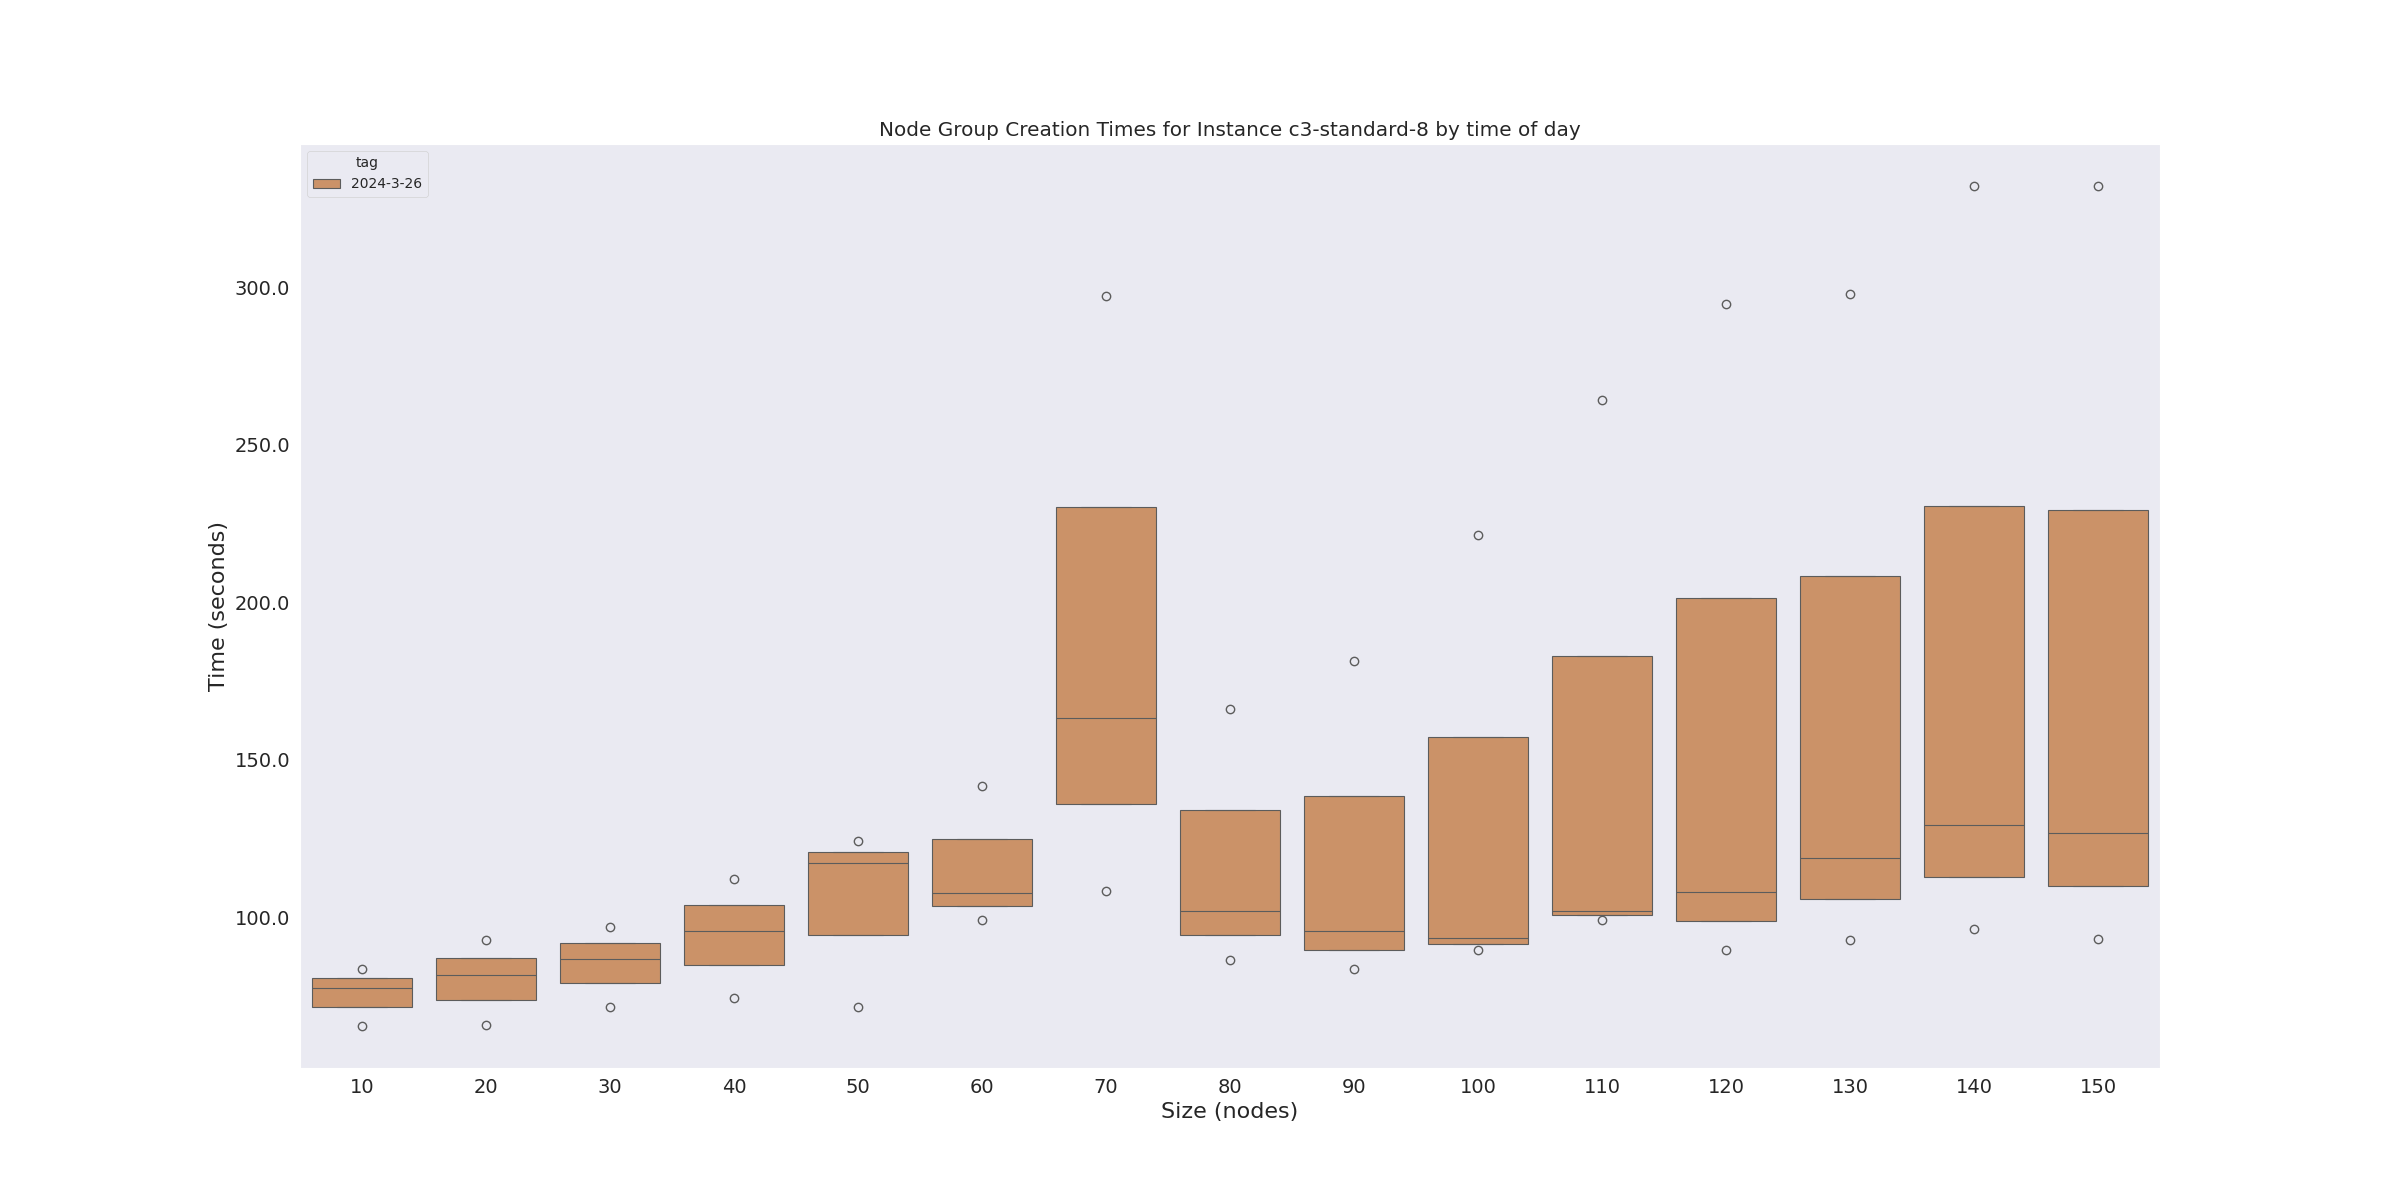 Node Group Creation Times for Instance c3-standard-8 by time of day
tag
2024-3-26
300.0
250.0
200.0
150.0
100.0
Time (seconds)
10 20 30 40 50 60 70 80 90 100 110 120 130 140 150
Size (nodes)